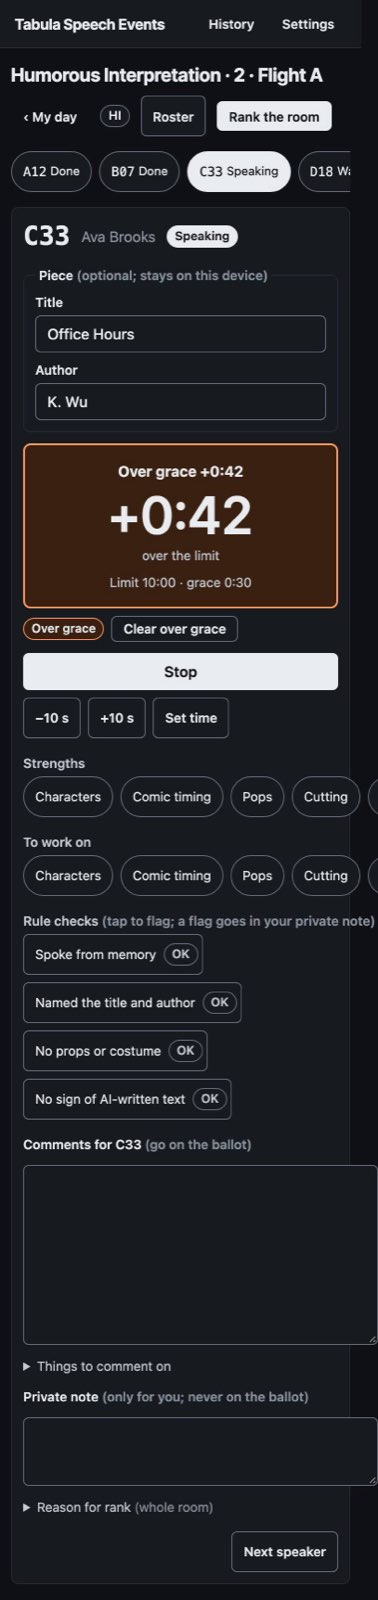 Tabula Speech Events History Settings
Humorous Interpretation · 2 · Flight A
‹ My day HI Roster Rank the room
A12 Done B07 Done C33 Speaking D18
C33 Ava Brooks Speaking
Piece (optional; stays on this device)
Title
Office Hours
Author
K. Wu
Over grace +0:42
+0:42
over the limit
Limit 10:00 · grace 0:30
Over grace Clear over grace
Stop
−10 s +10 s Set time
Strengths
Characters Comic timing Pops Cutting
To work on
Characters Comic timing Pops Cutting
Rule checks (tap to flag; a flag goes in your private note)
Spoke from memory OK
Named the title and author OK
No props or costume OK
No sign of AI-written text OK
Comments for C33 (go on the ballot)
▶ Things to comment on
Private note (only for you; never on the ballot)
▶ Reason for rank (whole room)
Next speaker